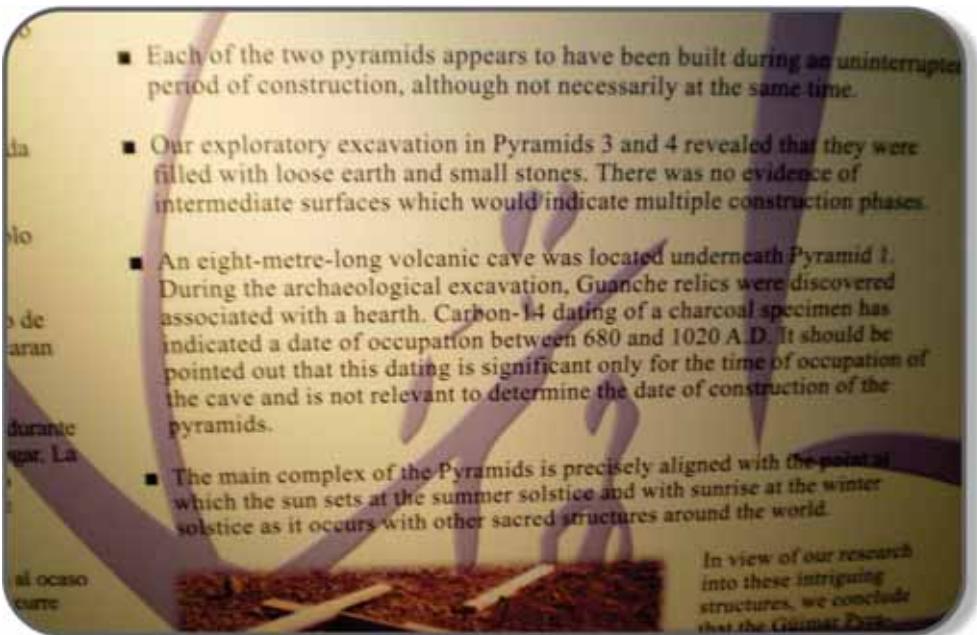 ■ Each of the two pyramids appears to have been built during an uninterrupted
period of construction, although not necessarily at the same time.
■ Our exploratory excavation in Pyramids 3 and 4 revealed that they were
filled with loose earth and small stones. There was no evidence of
intermediate surfaces which would indicate multiple construction phases.
■ An eight-metre-long volcanic cave was located underneath Pyramid 1.
During the archaeological excavation, Guanche relics were discovered
associated with a hearth. Carbon-14 dating of a charcoal specimen has
indicated a date of occupation between 680 and 1020 A.D. It should be
pointed out that this dating is significant only for the time of occupation of
the cave and is not relevant to determine the date of construction of the
pyramids.
■ The main complex of the Pyramids is precisely aligned with the point at
which the sun sets at the summer solstice and with sunrise at the winter
solstice as it occurs with other sacred structures around the world.
In view of our research
into these intriguing
structures, we conclude
that the Güímar
da
olo
o de
aran
durante
gar. La
al ocaso
curre